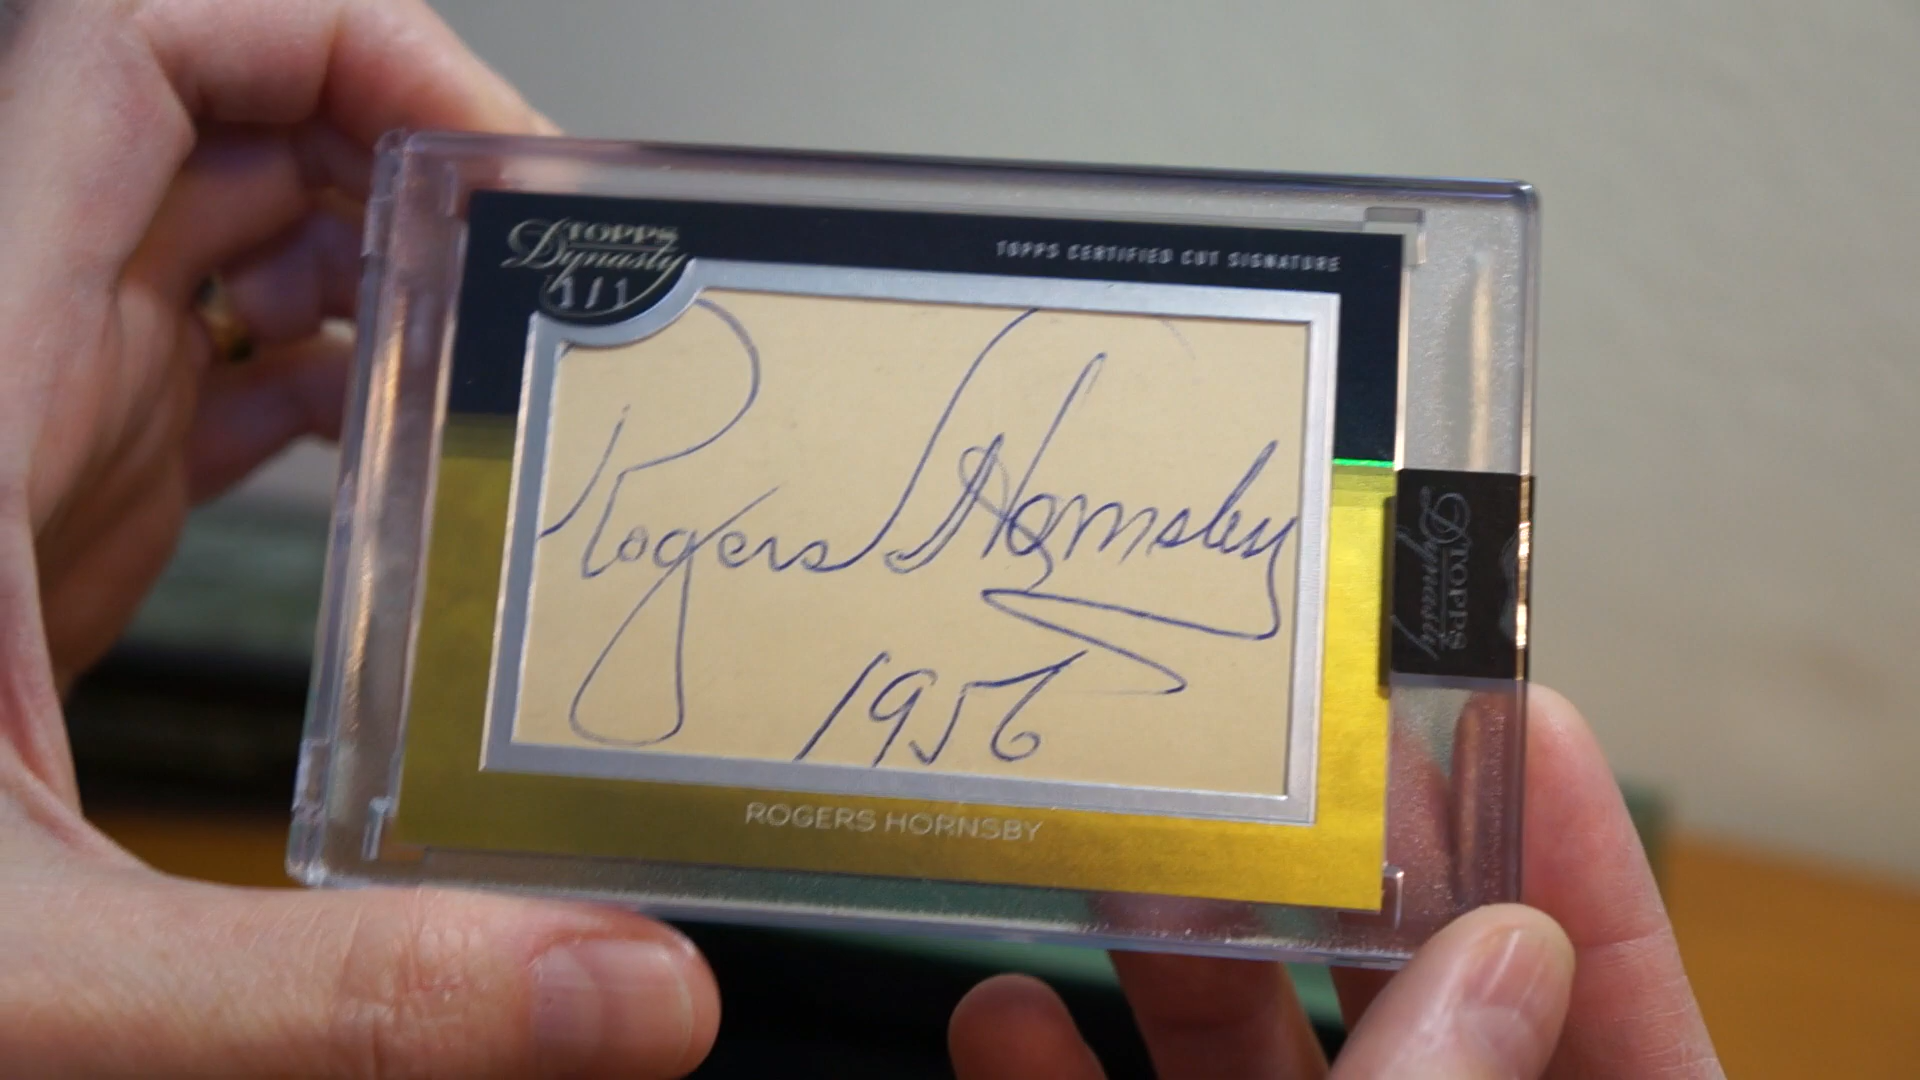 TOPPS
Dynasty
1/1
TOPPS CERTIFIED CUT SIGNATURE
Rogers Hornsby
1956
ROGERS HORNSBY
TOPPS
Dynasty